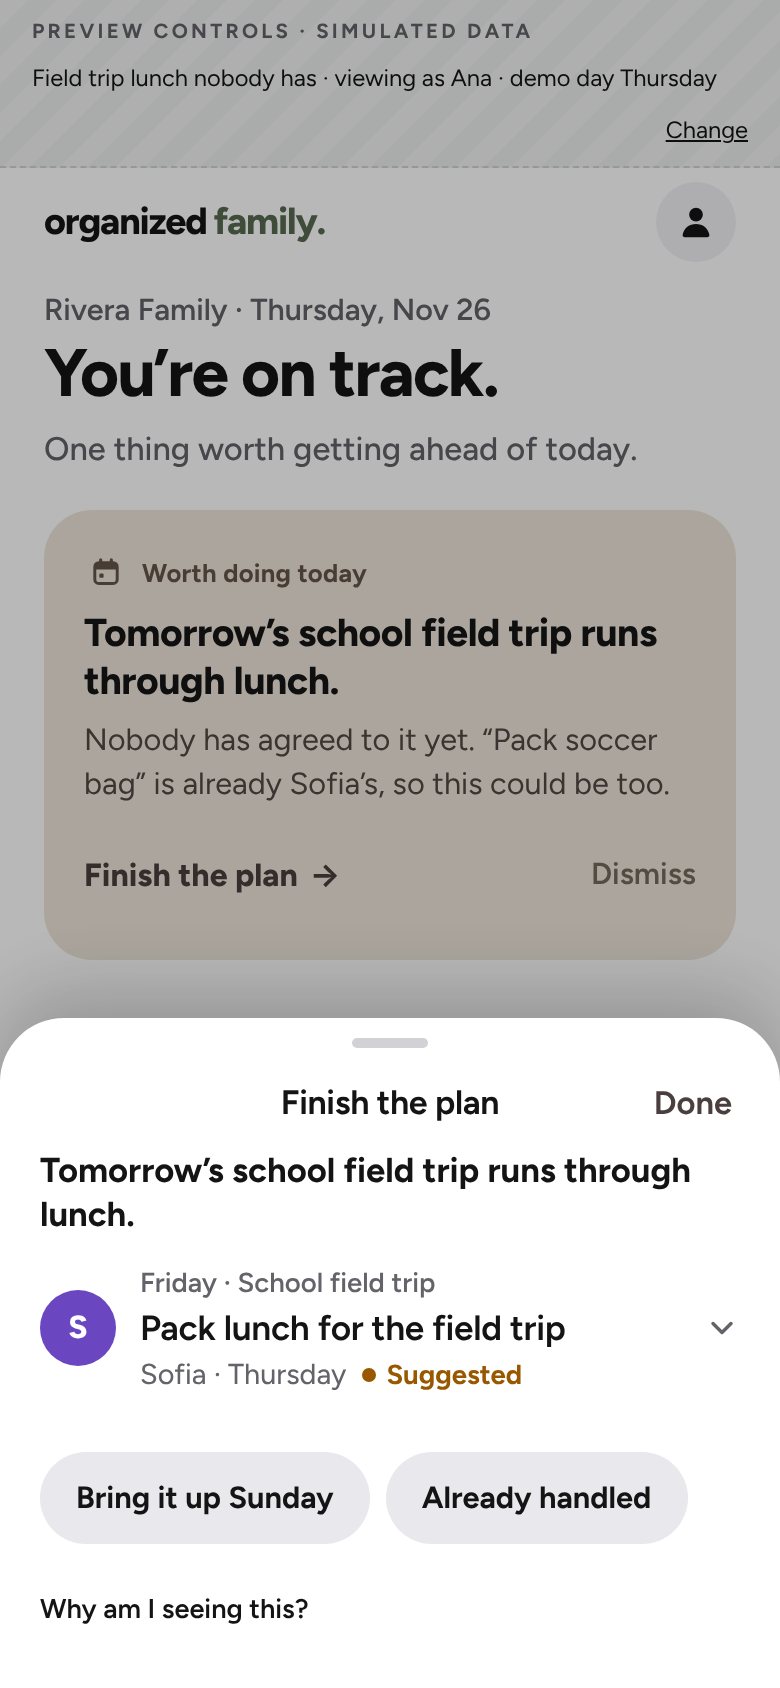 PREVIEW CONTROLS · SIMULATED DATA
Field trip lunch nobody has · viewing as Ana · demo day Thursday
Change
organized family.
Rivera Family · Thursday, Nov 26
You’re on track.
One thing worth getting ahead of today.
Worth doing today
Tomorrow’s school field trip runs
through lunch.
Nobody has agreed to it yet. “Pack soccer
bag” is already Sofia’s, so this could be too.
Finish the plan →
Dismiss
Finish the plan
Done
Tomorrow’s school field trip runs through
lunch.
Friday · School field trip
S
Pack lunch for the field trip
Sofia · Thursday ● Suggested
Bring it up Sunday
Already handled
Why am I seeing this?